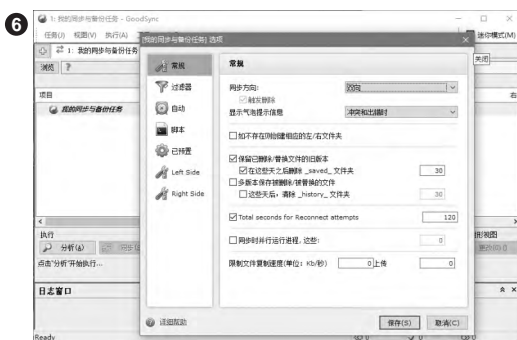 6
1: 我的同步与备份任务 - GoodSync
任务(J) 视图(V) 执行(A)
迷你模式(M)
[我的同步与备份任务] 选项
关闭
1: 我的同步与备份任务
浏览 ?
项目
右
我的同步与备份任务
常规
过滤器
自动
脚本
已预置
Left Side
Right Side
常规
同步方向: 双向
触发删除
显示气泡提示信息 冲突和出错时
如不存在则创建相应的左/右文件夹
保留已删除/替换文件的旧版本
在这些天之后删除 _saved_ 文件夹 30
多版本保存被删除/被替换的文件
这些天后，清除 _history_ 文件夹 30
Total seconds for Reconnect attempts 120
同步时并行运行进程，这些: 0
限制文件复制速度(单位: Kb/秒) 0 上传 0
执行
分析(A)
点击"分析"开始执行...
日志窗口
详细帮助
保存(S) 取消(C)
Ready